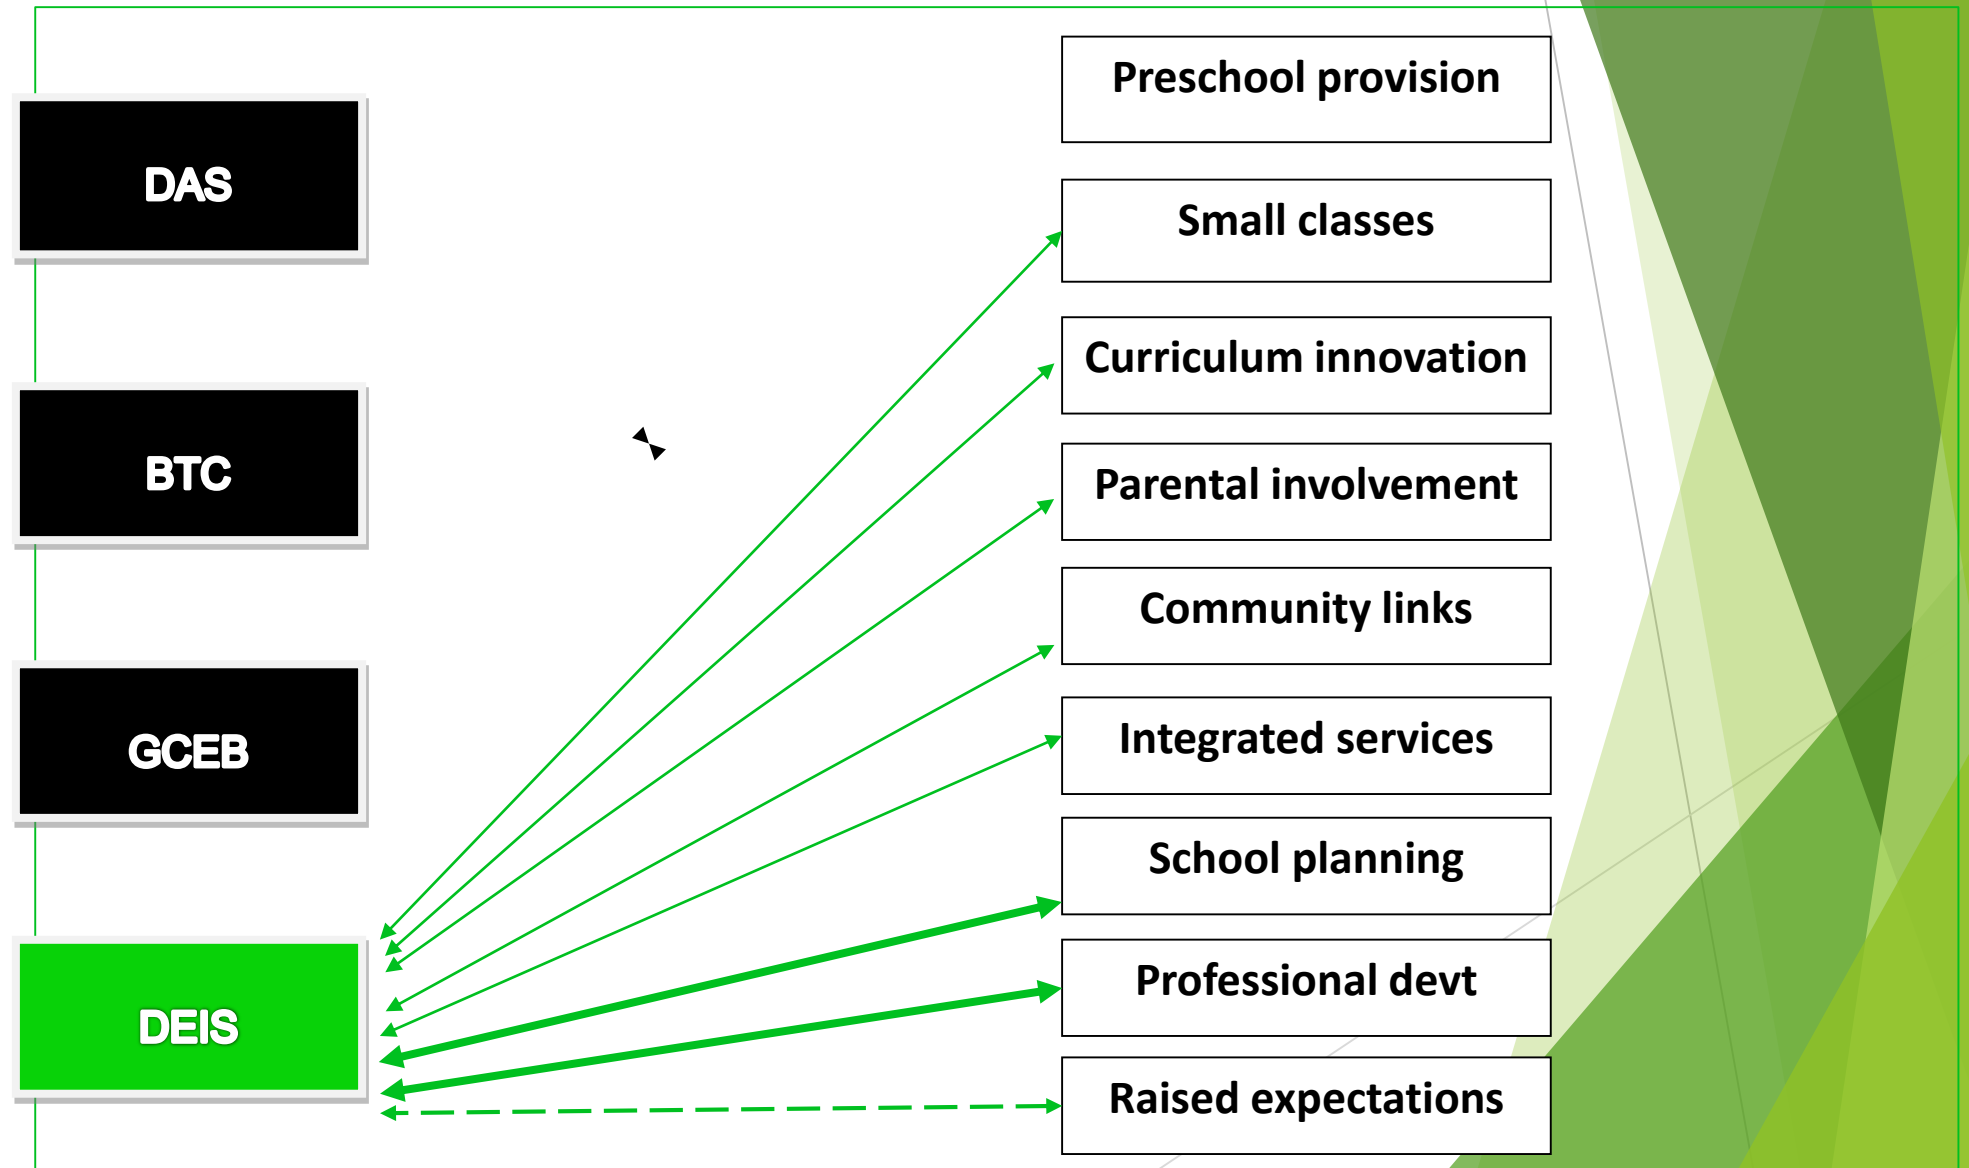 DAS
BTC
GCEB
DEIS
Preschool provision
Small classes
Curriculum innovation
Parental involvement
Community links
Integrated services
School planning
Professional devt
Raised expectations